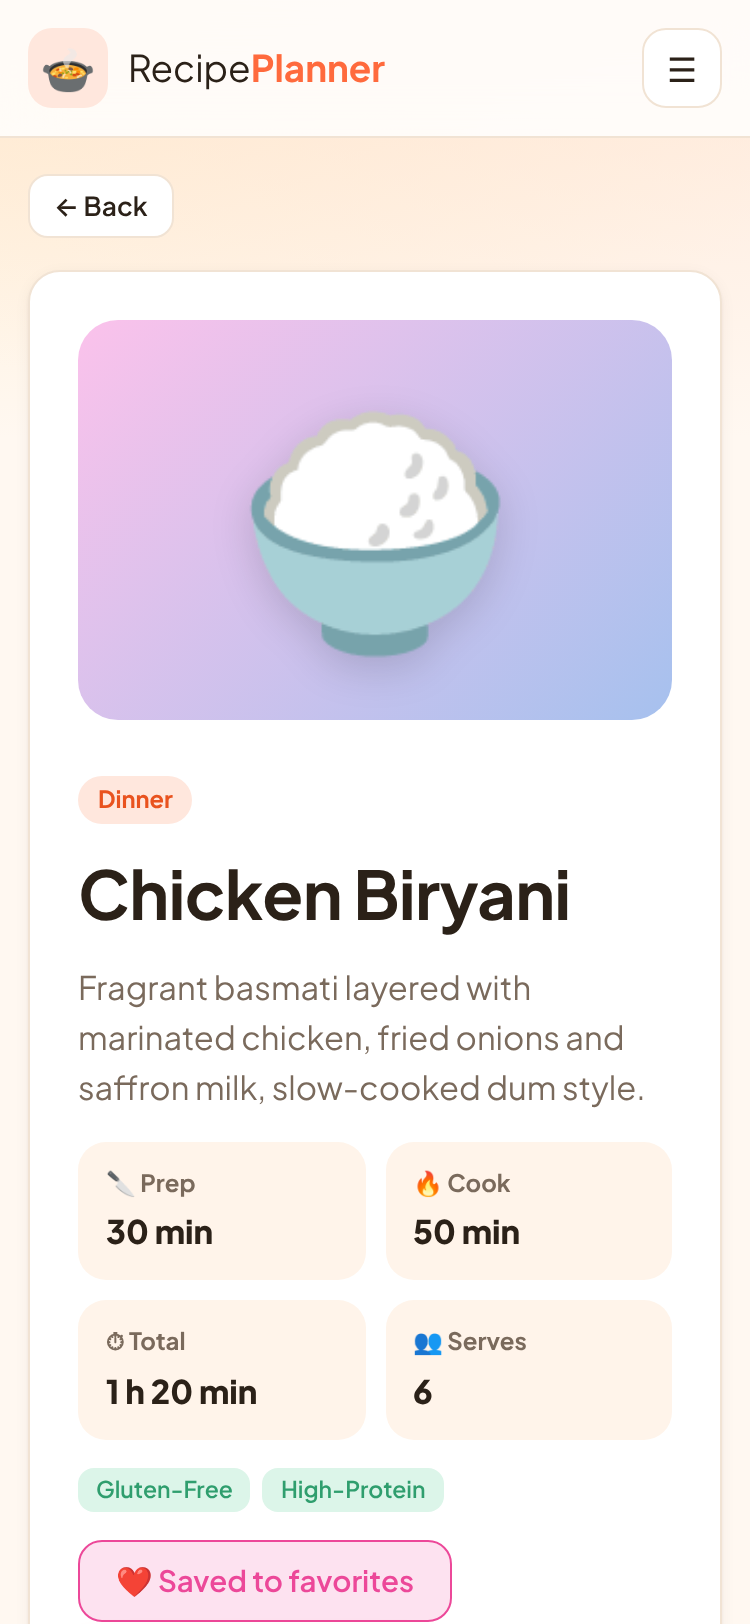 RecipePlanner
☰
← Back
Dinner
Chicken Biryani
Fragrant basmati layered with
marinated chicken, fried onions and
saffron milk, slow-cooked dum style.
🔪 Prep
30 min
🔥 Cook
50 min
⏱ Total
1 h 20 min
👥 Serves
6
Gluten-Free
High-Protein
❤️ Saved to favorites